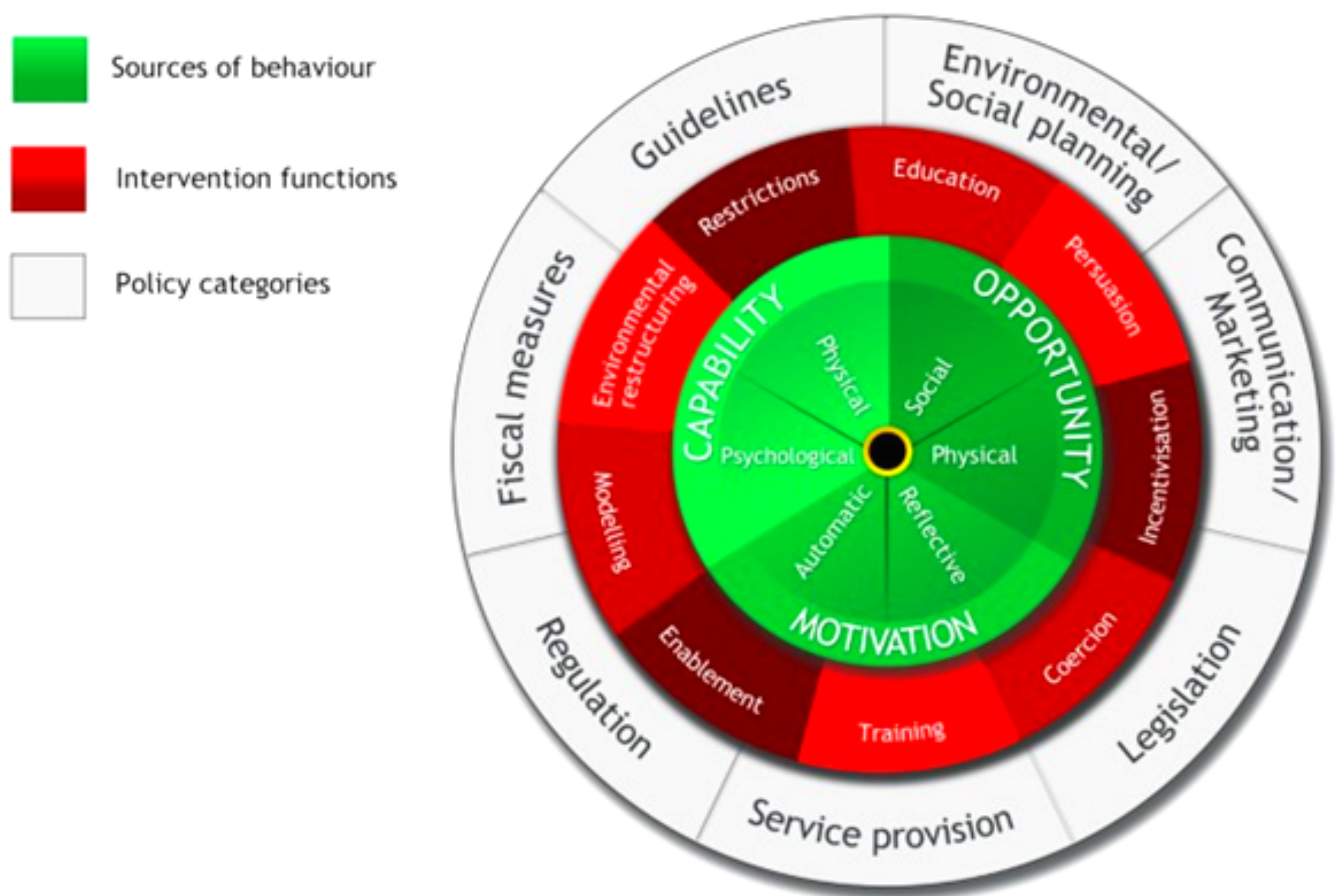 Sources of behaviour
Intervention functions
Policy categories
Guidelines
Environmental/
Social planning
Communication/
Marketing
Legislation
Service provision
Regulation
Fiscal measures
Restrictions
Education
Persuasion
Incentivisation
Coercion
Training
Enablement
Modelling
Environmental
restructuring
CAPABILITY
OPPORTUNITY
MOTIVATION
Physical
Social
Physical
Reflective
Automatic
Psychological